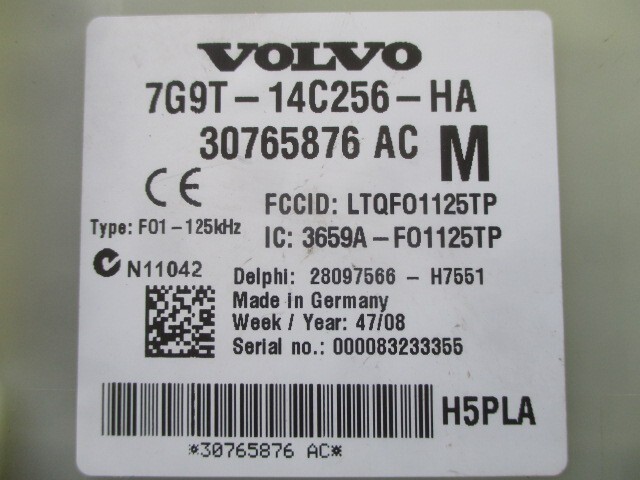 VOLVO
7G9T-14C256-HA
30765876 AC M
CE
FCCID: LTQFO1125TP
Type: FO1-125kHz
IC: 3659A-FO1125TP
N11042
Delphi: 28097566 - H7551
Made in Germany
Week / Year: 47/08
Serial no.: 000083233355
H5PLA
*30765876 AC*